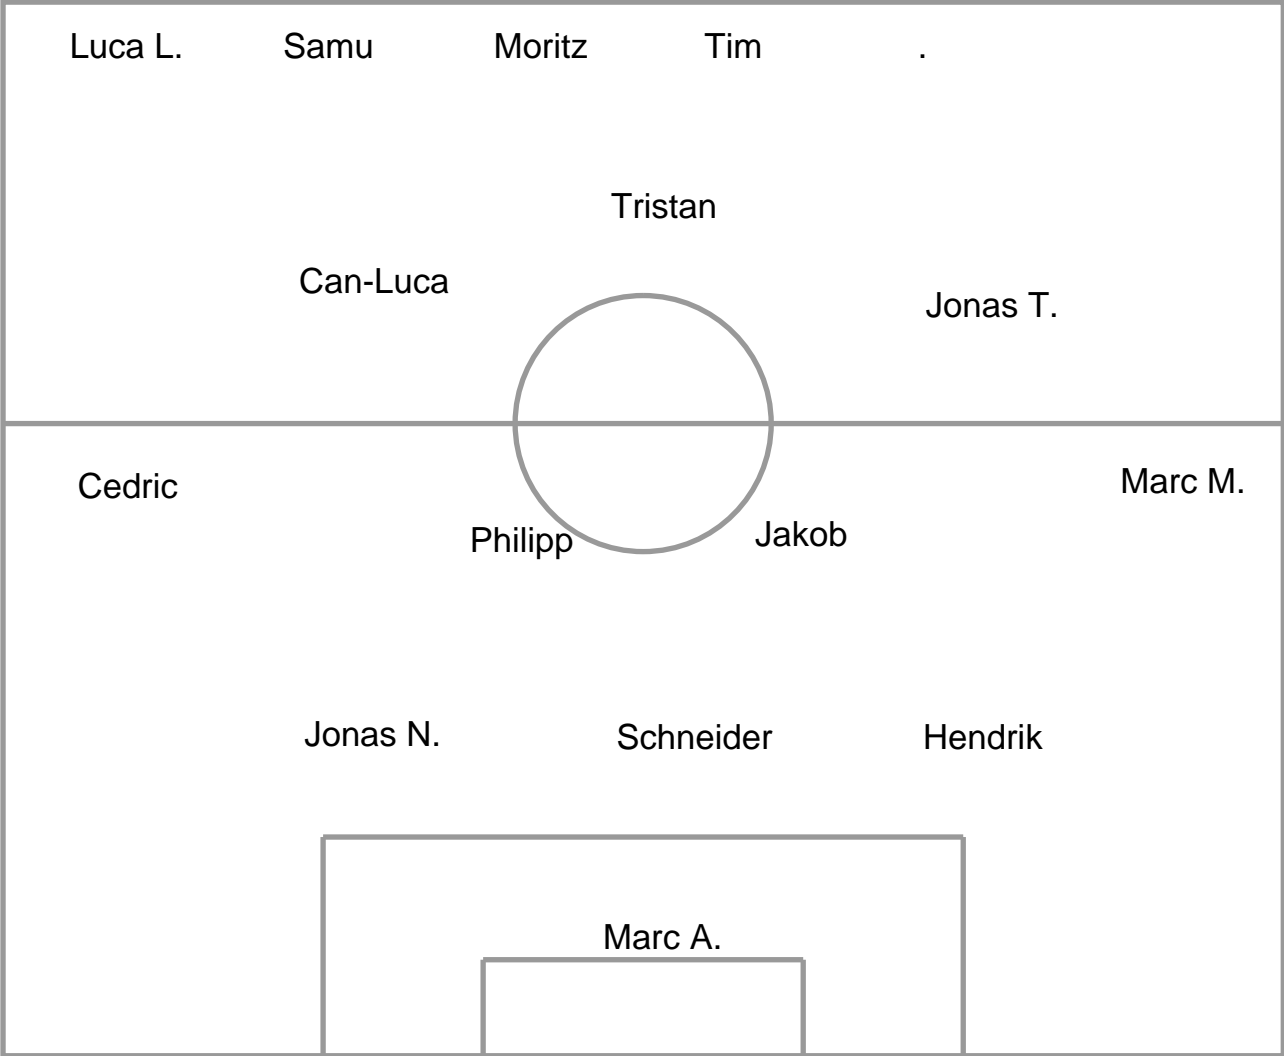 Luca L. Samu Moritz Tim .
Tristan
Can-Luca
Jonas T.
Cedric Marc M.
Philipp Jakob
Jonas N. Schneider Hendrik
Marc A.